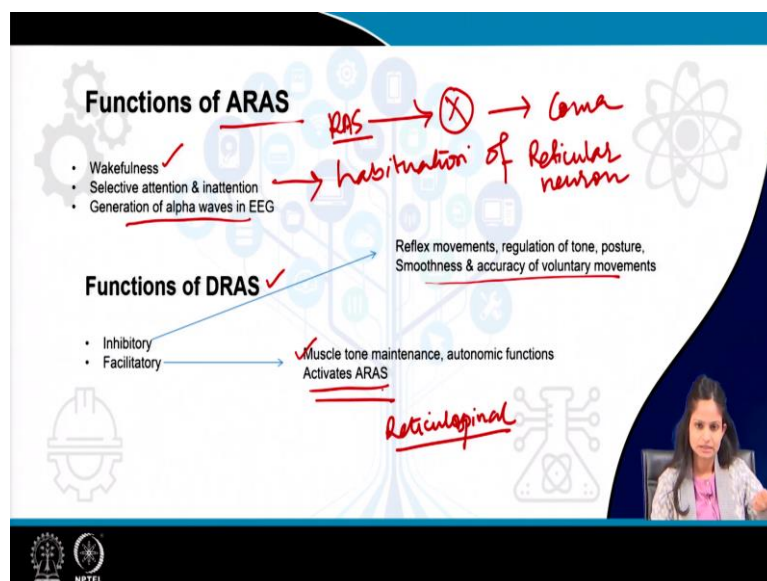 Functions of ARAS
RAS → X → Coma
• Wakefulness
• Selective attention & inattention → habituation of Reticular neuron
• Generation of alpha waves in EEG
Reflex movements, regulation of tone, posture,
Smoothness & accuracy of voluntary movements
Functions of DRAS
• Inhibitory
• Facilitatory
Muscle tone maintenance, autonomic functions
Activates ARAS
Reticulospinal
NPTEL